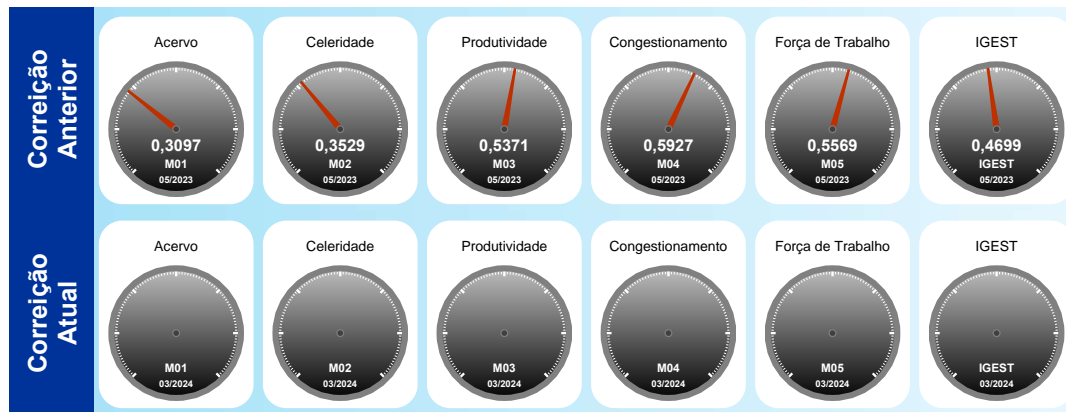 Correição
Anterior
Acervo
0,3097
M01
05/2023
Celeridade
0,3529
M02
05/2023
Produtividade
0,5371
M03
05/2023
Congestionamento
0,5927
M04
05/2023
Força de Trabalho
0,5569
M05
05/2023
IGEST
0,4699
IGEST
05/2023
Correição
Atual
Acervo
M01
03/2024
Celeridade
M02
03/2024
Produtividade
M03
03/2024
Congestionamento
M04
03/2024
Força de Trabalho
M05
03/2024
IGEST
IGEST
03/2024